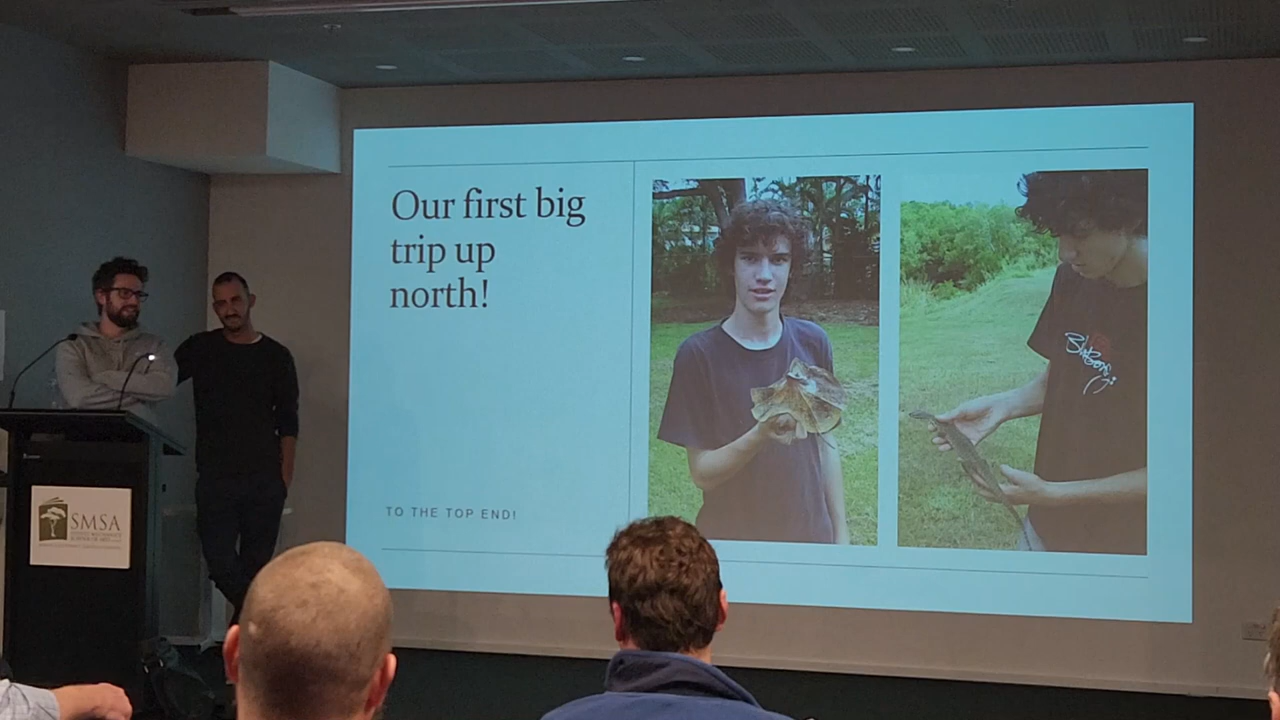 Our first big
trip up
north!
TO THE TOP END!
SMSA